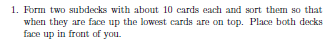 1. Form two subdecks with about 10 cards each and sort them so that
when they are face up the lowest cards are on top. Place both decks
face up in front of you.